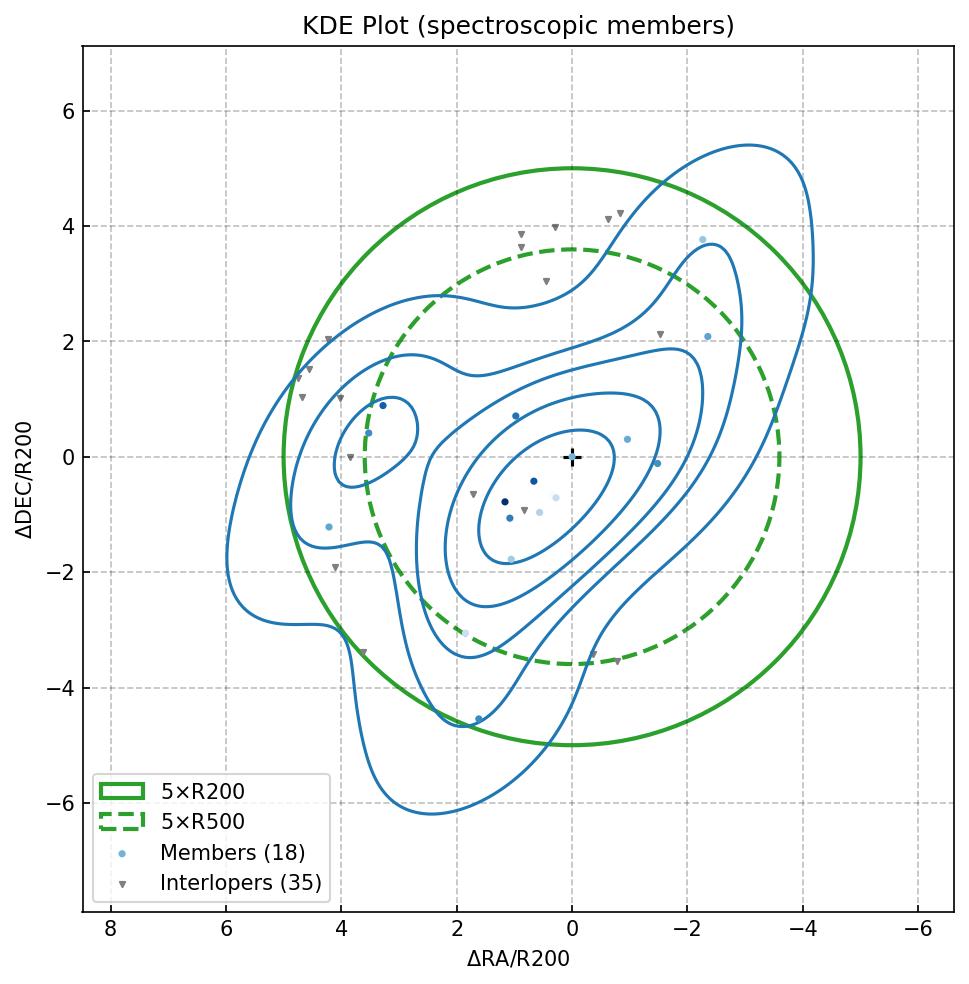 KDE Plot (spectroscopic members)
6
4
2
0
−2
−4
−6
ΔDEC/R200
5×R200
5×R500
Members (18)
Interlopers (35)
8 6 4 2 0 −2 −4 −6
ΔRA/R200